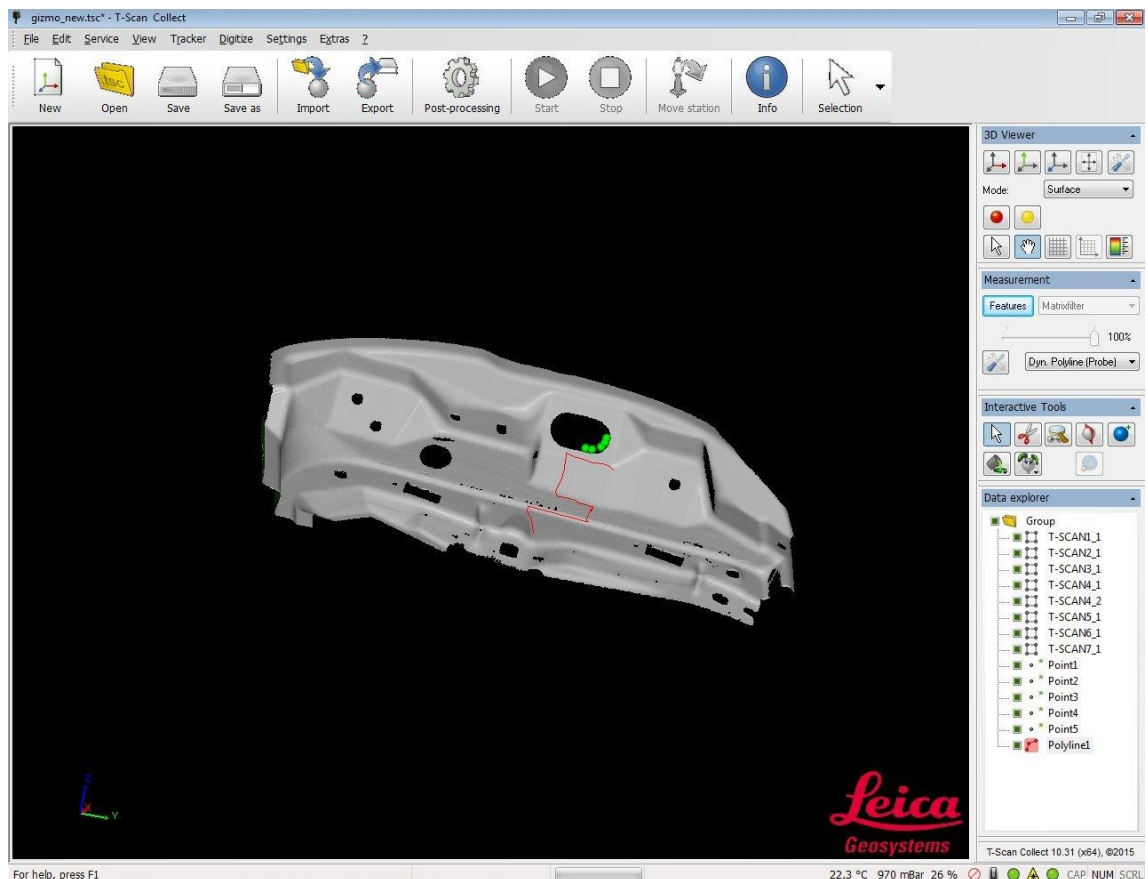 gizmo_new.tsc* - T-Scan Collect
File Edit Service View Tracker Digitize Settings Extras ?
tsc
New Open Save Save as Import Export Post-processing Start Stop Move station Info Selection
3D Viewer
Mode: Surface
Measurement
Features Matrixfilter
100%
Dyn. Polyline (Probe)
Interactive Tools
Data explorer
Group
T-SCAN1_1
T-SCAN2_1
T-SCAN3_1
T-SCAN4_1
T-SCAN4_2
T-SCAN5_1
T-SCAN6_1
T-SCAN7_1
Point1
Point2
Point3
Point4
Point5
Polyline1
Z
X
Y
Leica
Geosystems
T-Scan Collect 10.31 (x64), ©2015
For help, press F1
22.3 °C 970 mBar 26 % CAP NUM SCRL